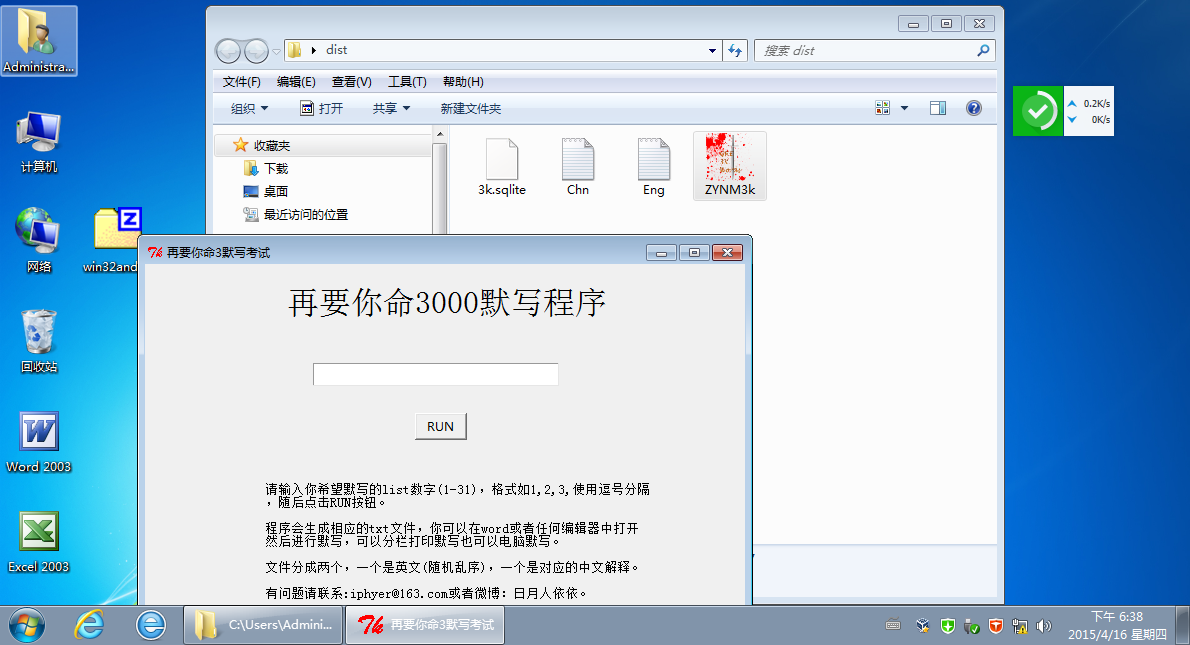 Administra...
计算机
网络
win32and
回收站
Word 2003
Excel 2003
dist
搜索 dist
文件(F) 编辑(E) 查看(V) 工具(T) 帮助(H)
组织 打开 共享 新建文件夹
收藏夹
下载
桌面
最近访问的位置
3k.sqlite
Chn
Eng
ZYNM3k
0.2K/s
0K/s
再要你命3默写考试
再要你命3000默写程序
RUN
请输入你希望默写的list数字(1-31)，格式如1,2,3,使用逗号分隔
，随后点击RUN按钮。
程序会生成相应的txt文件，你可以在word或者任何编辑器中打开
然后进行默写，可以分栏打印默写也可以电脑默写。
文件分成两个，一个是英文(随机乱序)，一个是对应的中文解释。
有问题请联系:iphyer@163.com或者微博: 日月人依依。
C:\Users\Admini...
再要你命3默写考试
下午 6:38
2015/4/16 星期四